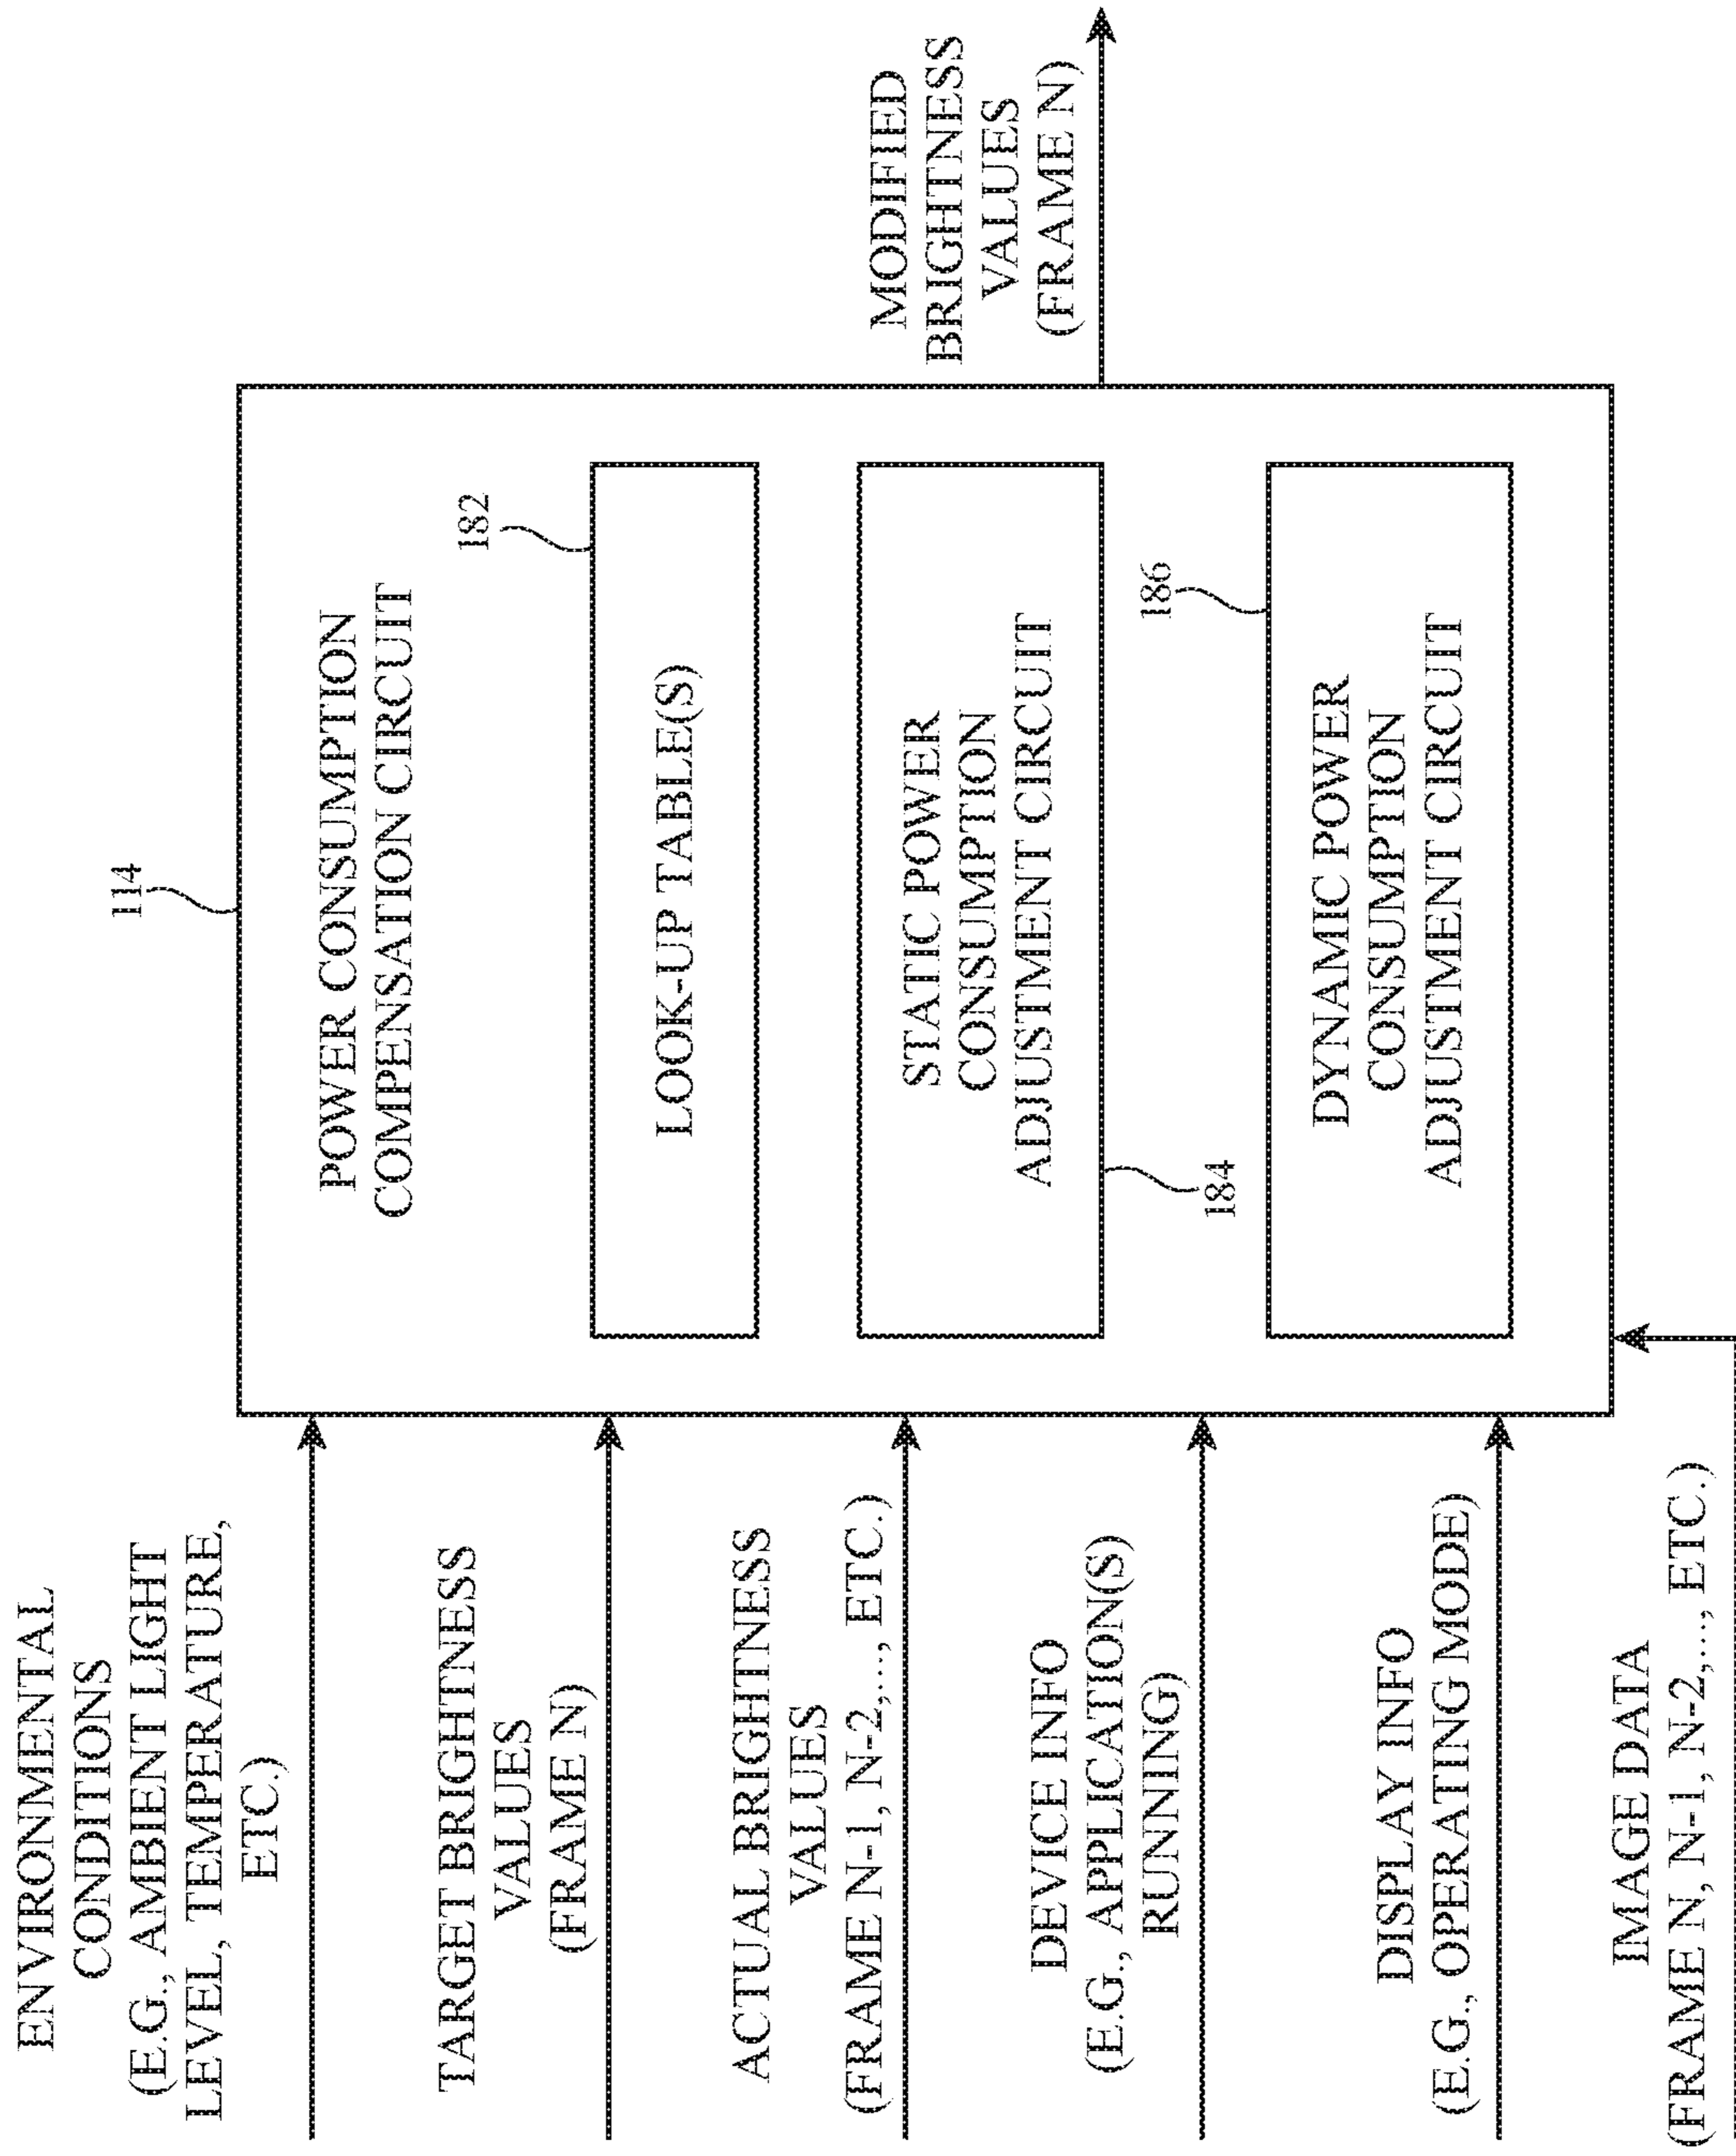 ENVIRONMENTAL
CONDITIONS
(E.G., AMBIENT LIGHT
LEVEL, TEMPERATURE,
ETC.)
TARGET BRIGHTNESS
VALUES
(FRAME N)
ACTUAL BRIGHTNESS
VALUES
(FRAME N-1, N-2,..., ETC.)
DEVICE INFO
(E.G., APPLICATION(S)
RUNNING)
DISPLAY INFO
(E.G., OPERATING MODE)
IMAGE DATA
(FRAME N, N-1, N-2,..., ETC.)
114
POWER CONSUMPTION
COMPENSATION CIRCUIT
182
LOOK-UP TABLE(S)
STATIC POWER
CONSUMPTION
ADJUSTMENT CIRCUIT
184
186
DYNAMIC POWER
CONSUMPTION
ADJUSTMENT CIRCUIT
MODIFIED
BRIGHTNESS
VALUES
(FRAME N)